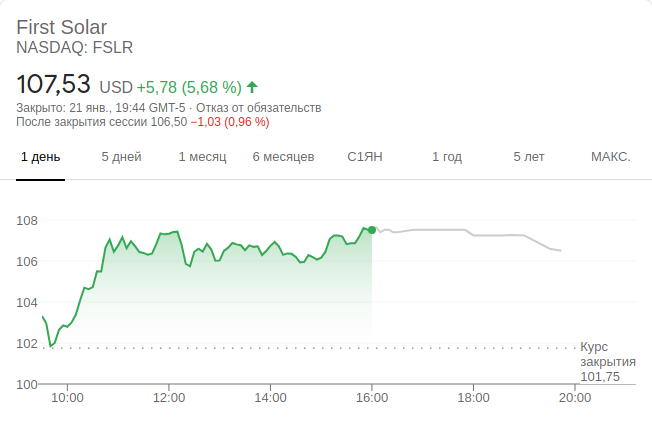 First Solar
NASDAQ: FSLR
107,53 USD +5,78 (5,68 %)
Закрыто: 21 янв., 19:44 GMT-5 · Отказ от обязательств
После закрытия сессии 106,50 −1,03 (0,96 %)
1 день 5 дней 1 месяц 6 месяцев С1ЯН 1 год 5 лет МАКС.
108
106
104
102
Курс
закрытия
101,75
100
10:00 12:00 14:00 16:00 18:00 20:00